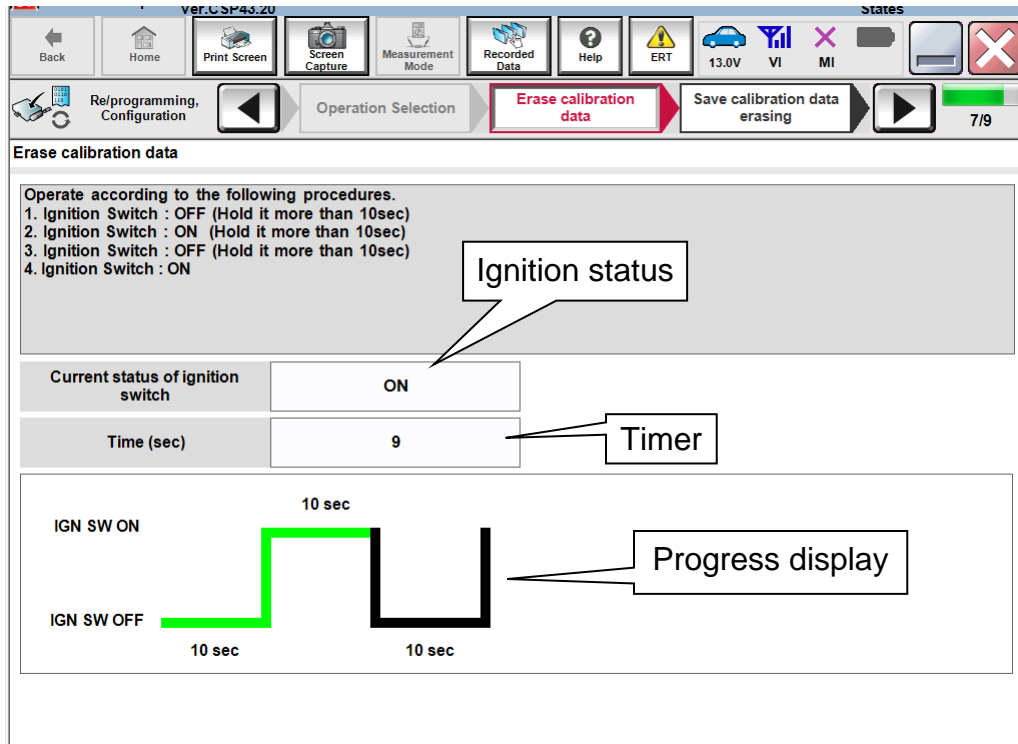 Ver.CSP43.20
States
Back
Home
Print Screen
Screen
Capture
Measurement
Mode
Recorded
Data
Help
ERT
13.0V
VI
MI
Re/programming,
Configuration
Operation Selection
Erase calibration
data
Save calibration data
erasing
7/9
Erase calibration data
Operate according to the following procedures.
1. Ignition Switch : OFF (Hold it more than 10sec)
2. Ignition Switch : ON  (Hold it more than 10sec)
3. Ignition Switch : OFF (Hold it more than 10sec)
4. Ignition Switch : ON
Ignition status
Current status of ignition
switch
ON
Time (sec)
9
Timer
10 sec
IGN SW ON
Progress display
IGN SW OFF
10 sec
10 sec